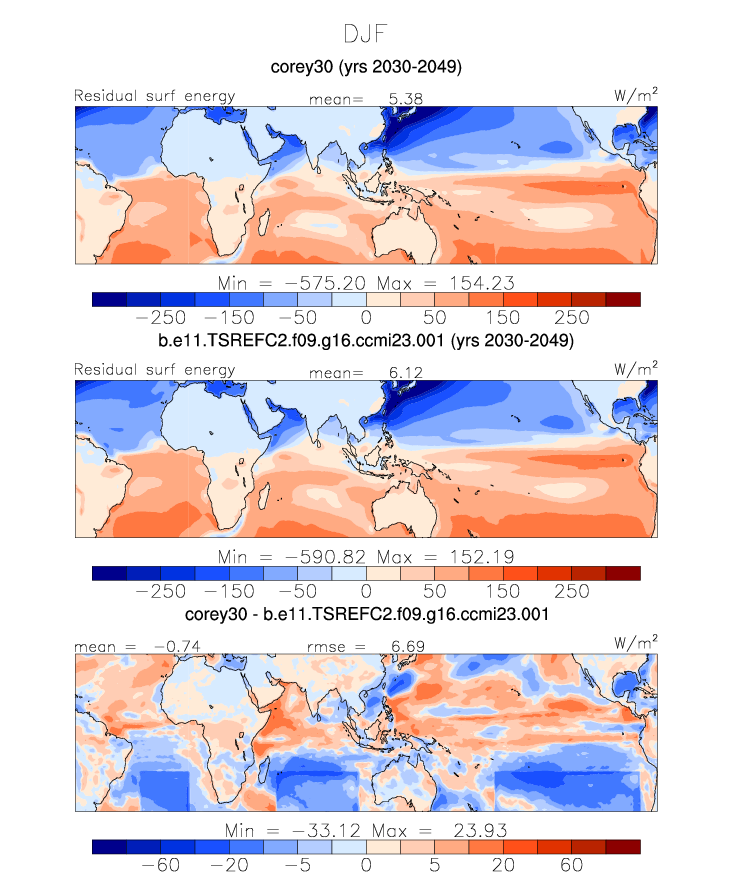 DJF
corey30 (yrs 2030-2049)
Residual surf energy mean= 5.38 W/m²
Min = −575.20 Max = 154.23
−250 −150 −50 0 50 150 250
b.e11.TSREFC2.f09.g16.ccmi23.001 (yrs 2030-2049)
Residual surf energy mean= 6.12 W/m²
Min = −590.82 Max = 152.19
−250 −150 −50 0 50 150 250
corey30 - b.e11.TSREFC2.f09.g16.ccmi23.001
mean = −0.74 rmse = 6.69 W/m²
Min = −33.12 Max = 23.93
−60 −20 −5 0 5 20 60